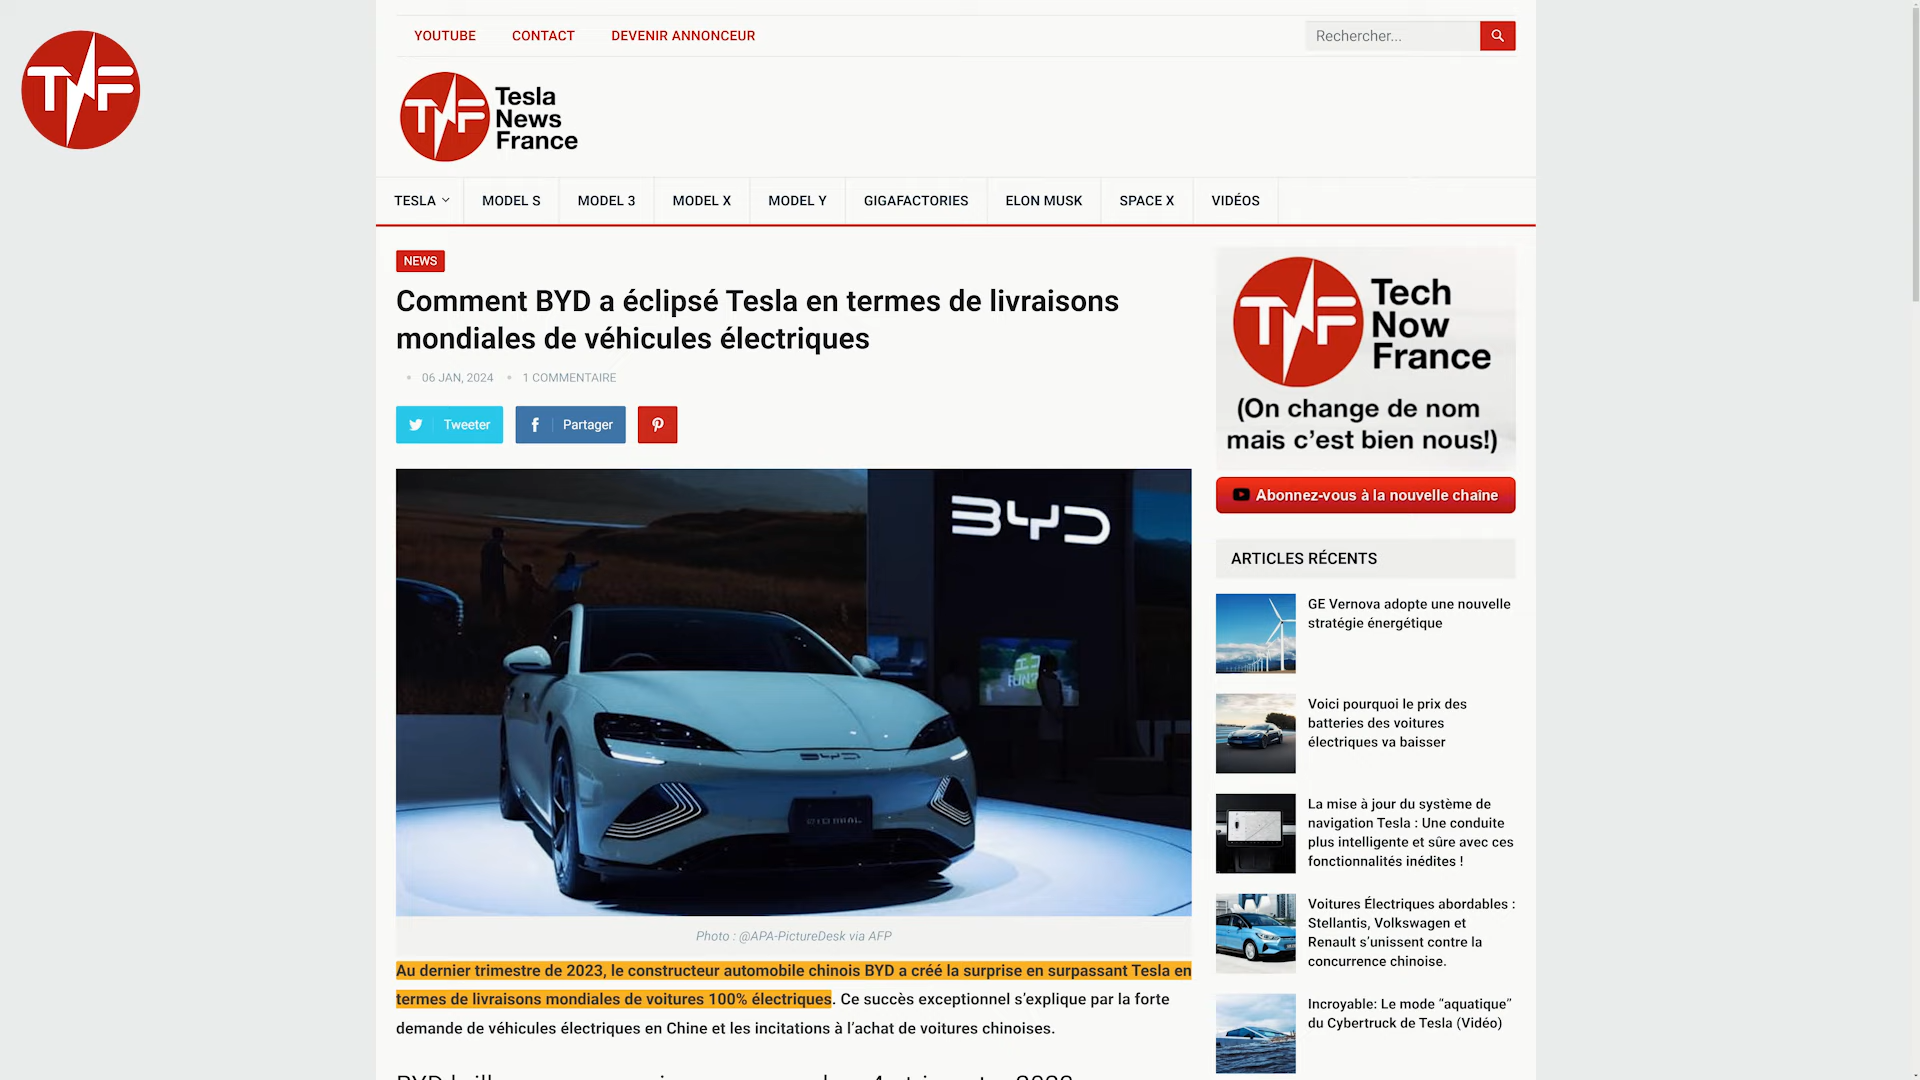 YOUTUBE
CONTACT
DEVENIR ANNONCEUR
Rechercher...
TNF
TNF
Tesla
News
France
TESLA
MODEL S
MODEL 3
MODEL X
MODEL Y
GIGAFACTORIES
ELON MUSK
SPACE X
VIDÉOS
NEWS
Comment BYD a éclipsé Tesla en termes de livraisons
mondiales de véhicules électriques
06 JAN, 2024
1 COMMENTAIRE
Tweeter
Partager
BYD
BYD
Photo : @APA-PictureDesk via AFP
Au dernier trimestre de 2023, le constructeur automobile chinois BYD a créé la surprise en surpassant Tesla en
termes de livraisons mondiales de voitures 100% électriques. Ce succès exceptionnel s’explique par la forte
demande de véhicules électriques en Chine et les incitations à l’achat de voitures chinoises.
TNF
Tech
Now
France
(On change de nom
mais c’est bien nous!)
Abonnez-vous à la nouvelle chaîne
ARTICLES RÉCENTS
GE Vernova adopte une nouvelle
stratégie énergétique
Voici pourquoi le prix des
batteries des voitures
électriques va baisser
La mise à jour du système de
navigation Tesla : Une conduite
plus intelligente et sûre avec ces
fonctionnalités inédites !
Voitures Électriques abordables :
Stellantis, Volkswagen et
Renault s’unissent contre la
concurrence chinoise.
Incroyable: Le mode “aquatique”
du Cybertruck de Tesla (Vidéo)